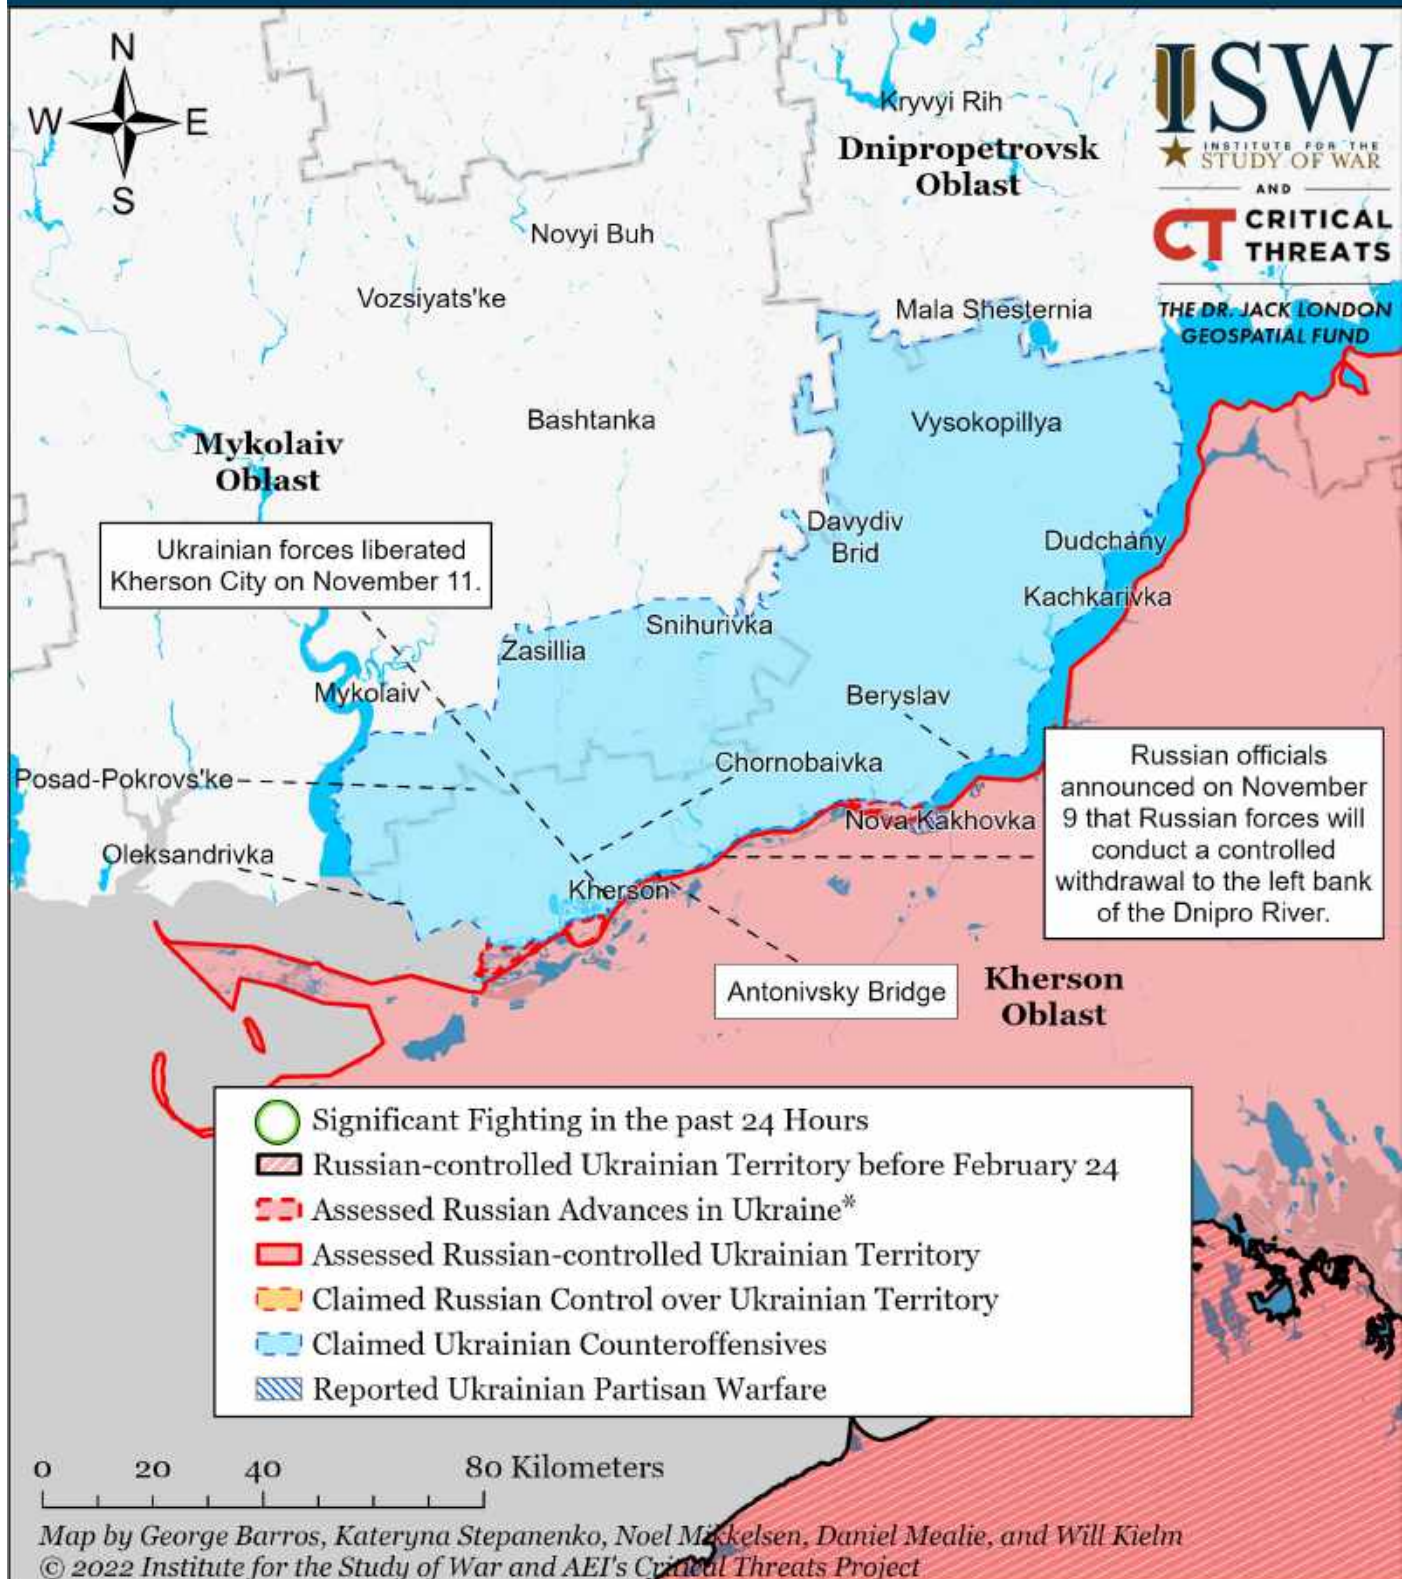 N
W
E
S
ISW
INSTITUTE FOR THE
STUDY OF WAR
AND
CT CRITICAL
THREATS
THE DR. JACK LONDON
GEOSPATIAL FUND
Kryvyi Rih
Dnipropetrovsk
Oblast
Novyi Buh
Vozsiyats'ke
Mala Shesternia
Bashtanka
Vysokopillya
Mykolaiv
Oblast
Davydiv
Brid
Dudchany
Ukrainian forces liberated
Kherson City on November 11.
Kachkarivka
Snihurivka
Zasillia
Mykolaiv
Beryslav
Chornobaivka
Posad-Pokrovs'ke
Nova Kakhovka
Oleksandrivka
Kherson
Russian officials
announced on November
9 that Russian forces will
conduct a controlled
withdrawal to the left bank
of the Dnipro River.
Antonivsky Bridge
Kherson
Oblast
Significant Fighting in the past 24 Hours
Russian-controlled Ukrainian Territory before February 24
Assessed Russian Advances in Ukraine*
Assessed Russian-controlled Ukrainian Territory
Claimed Russian Control over Ukrainian Territory
Claimed Ukrainian Counteroffensives
Reported Ukrainian Partisan Warfare
0 20 40 80 Kilometers
Map by George Barros, Kateryna Stepanenko, Noel Mikkelsen, Daniel Mealie, and Will Kielm
© 2022 Institute for the Study of War and AEI's Critical Threats Project